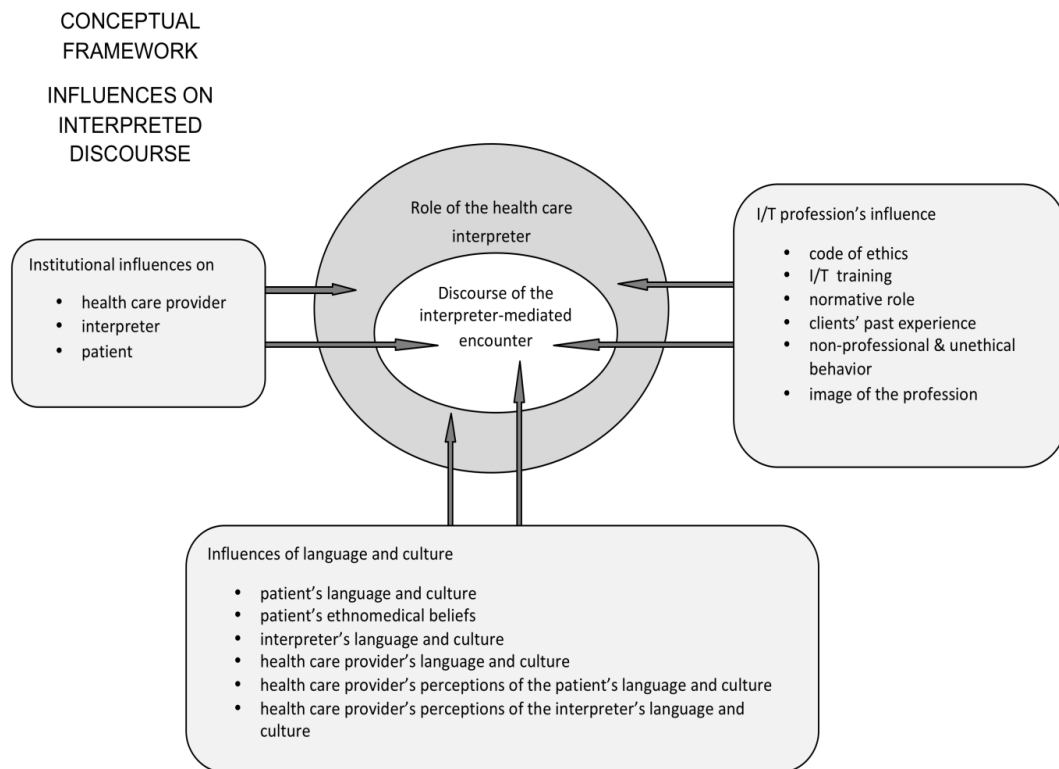 CONCEPTUAL
FRAMEWORK
INFLUENCES ON
INTERPRETED
DISCOURSE
Role of the health care
interpreter
Discourse of the
interpreter-mediated
encounter
Institutional influences on
• health care provider
• interpreter
• patient
I/T profession’s influence
• code of ethics
• I/T training
• normative role
• clients’ past experience
• non-professional & unethical
behavior
• image of the profession
Influences of language and culture
• patient’s language and culture
• patient’s ethnomedical beliefs
• interpreter’s language and culture
• health care provider’s language and culture
• health care provider’s perceptions of the patient’s language and culture
• health care provider’s perceptions of the interpreter’s language and
culture